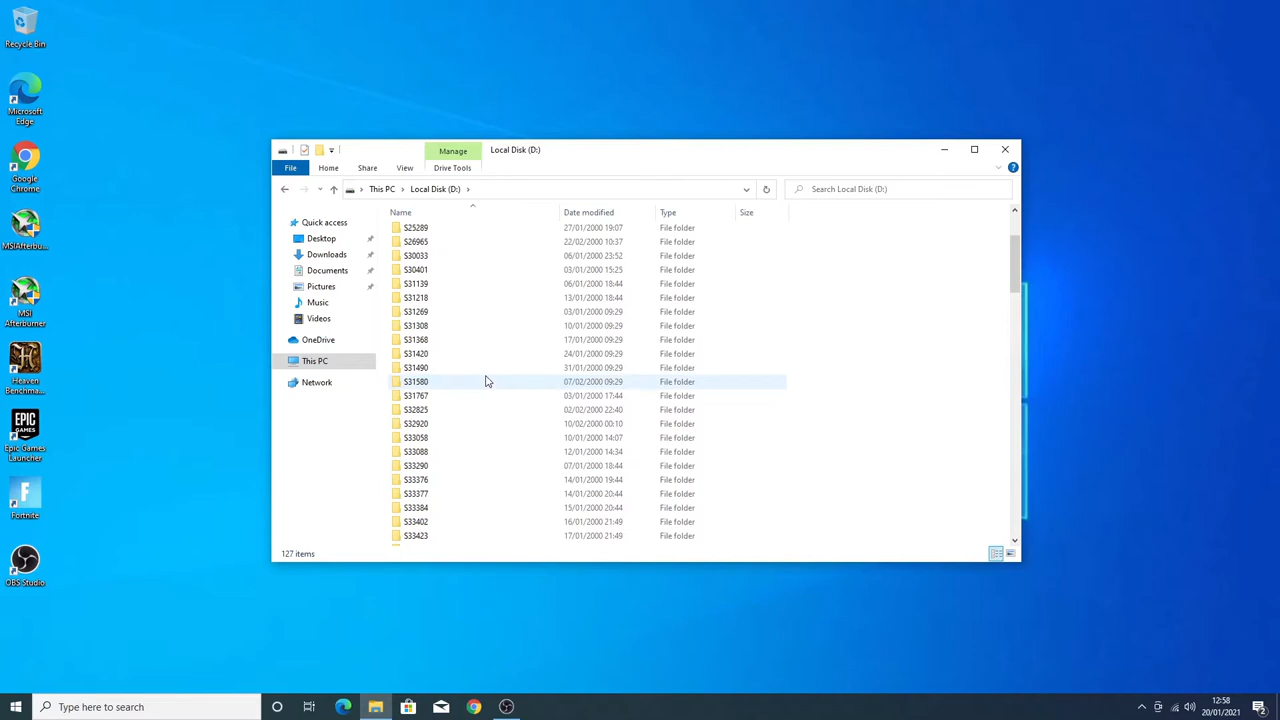 Recycle Bin
Microsoft Edge
Google Chrome
MSIAfterbu...
MSI Afterburner
Heaven Benchma...
Epic Games Launcher
Fortnite
OBS Studio
Manage
Local Disk (D:)
File
Home
Share
View
Drive Tools
This PC
Local Disk (D:)
Search Local Disk (D:)
Quick access
Desktop
Downloads
Documents
Pictures
Music
Videos
OneDrive
This PC
Network
Name Date modified Type Size
S25289 27/01/2000 19:07 File folder
S26965 22/02/2000 10:37 File folder
S30033 06/01/2000 23:52 File folder
S30401 03/01/2000 15:25 File folder
S31139 06/01/2000 18:44 File folder
S31218 13/01/2000 18:44 File folder
S31269 03/01/2000 09:29 File folder
S31308 10/01/2000 09:29 File folder
S31368 17/01/2000 09:29 File folder
S31420 24/01/2000 09:29 File folder
S31490 31/01/2000 09:29 File folder
S31580 07/02/2000 09:29 File folder
S31767 03/01/2000 17:44 File folder
S32825 02/02/2000 22:40 File folder
S32920 10/02/2000 00:10 File folder
S33058 10/01/2000 14:07 File folder
S33088 12/01/2000 14:34 File folder
S33290 07/01/2000 18:44 File folder
S33376 14/01/2000 19:44 File folder
S33377 14/01/2000 20:44 File folder
S33384 15/01/2000 20:44 File folder
S33402 16/01/2000 21:49 File folder
S33423 17/01/2000 21:49 File folder
127 items
Type here to search
12:58
20/01/2021
2